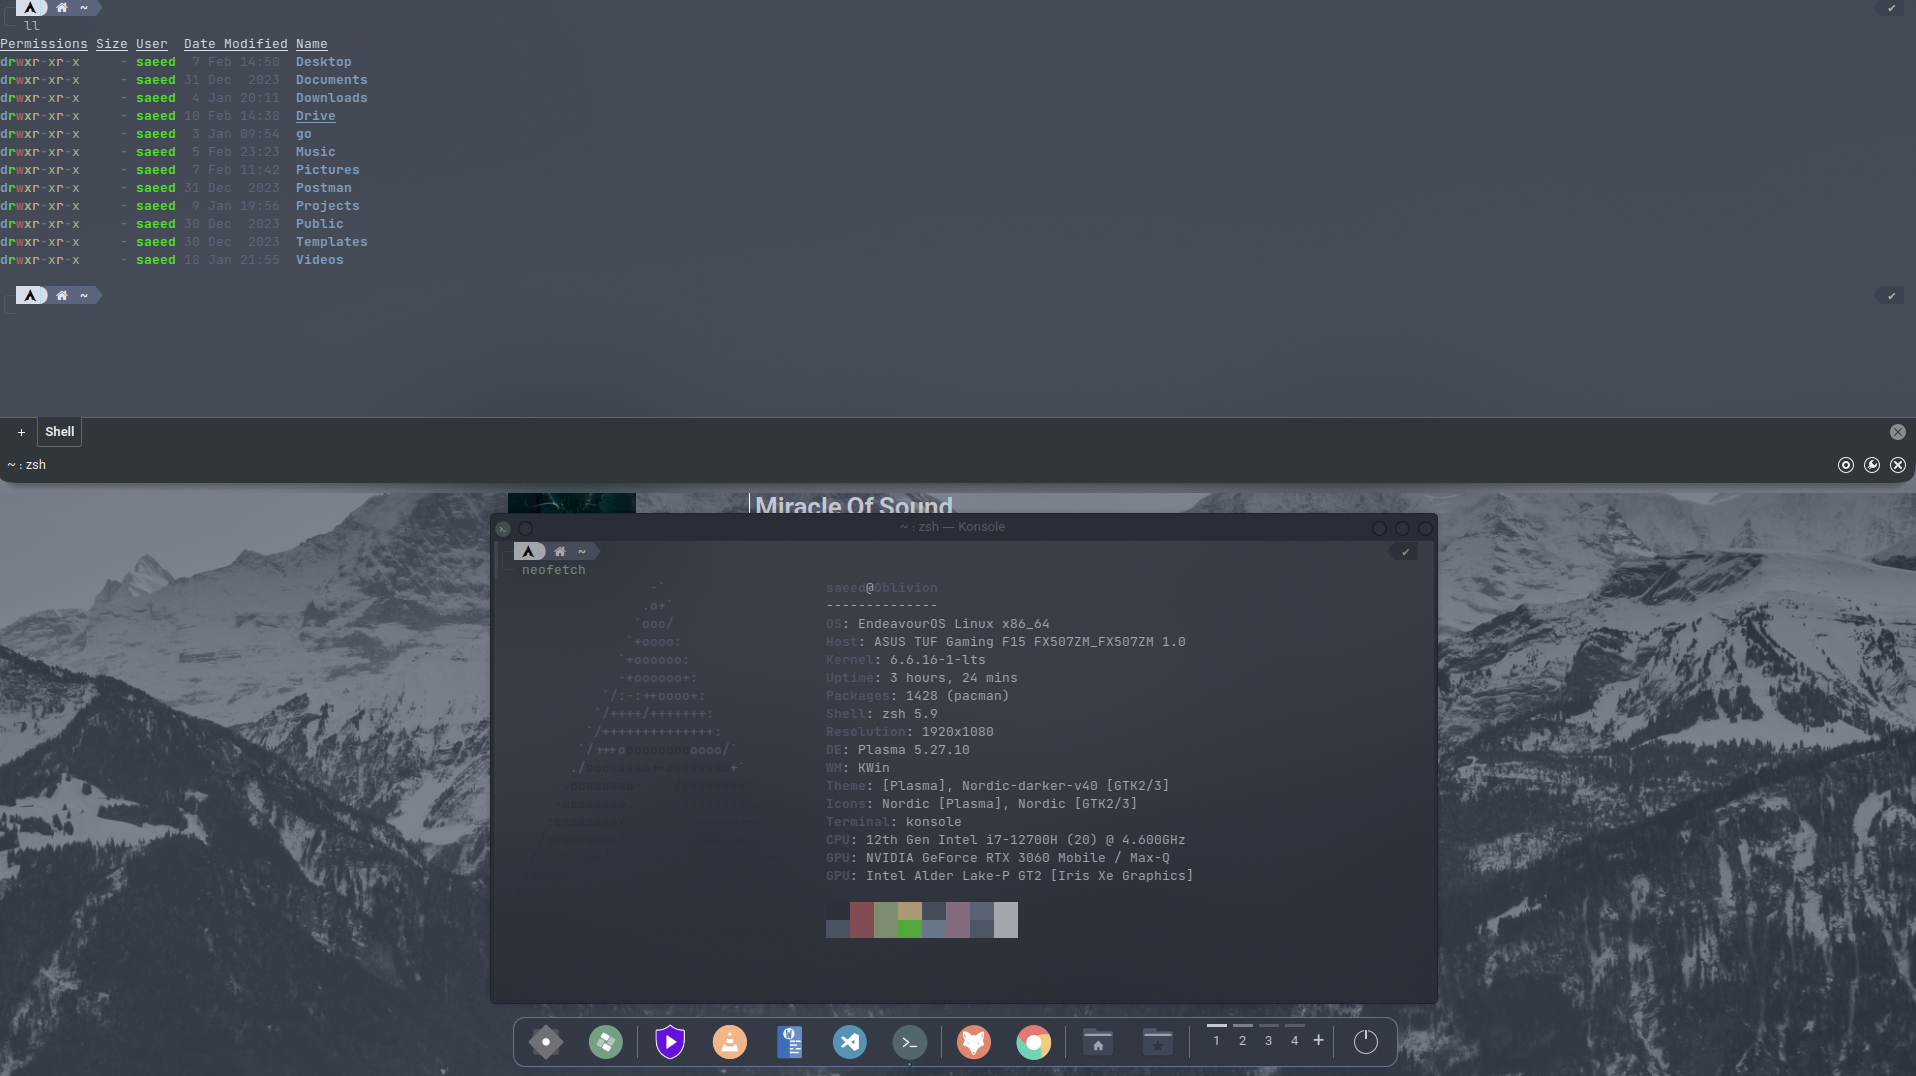 ~
ll
Permissions Size User Date Modified Name
drwxr-xr-x - saeed 7 Feb 14:50 Desktop
drwxr-xr-x - saeed 31 Dec 2023 Documents
drwxr-xr-x - saeed 4 Jan 20:11 Downloads
drwxr-xr-x - saeed 10 Feb 14:38 Drive
drwxr-xr-x - saeed 3 Jan 09:54 go
drwxr-xr-x - saeed 5 Feb 23:23 Music
drwxr-xr-x - saeed 7 Feb 11:42 Pictures
drwxr-xr-x - saeed 31 Dec 2023 Postman
drwxr-xr-x - saeed 9 Jan 19:56 Projects
drwxr-xr-x - saeed 30 Dec 2023 Public
drwxr-xr-x - saeed 30 Dec 2023 Templates
drwxr-xr-x - saeed 18 Jan 21:55 Videos
~
+ Shell
~ : zsh
Miracle Of Sound
~ : zsh — Konsole
~
neofetch
saeed@Oblivion
--------------
OS: EndeavourOS Linux x86_64
Host: ASUS TUF Gaming F15 FX507ZM_FX507ZM 1.0
Kernel: 6.6.16-1-lts
Uptime: 3 hours, 24 mins
Packages: 1428 (pacman)
Shell: zsh 5.9
Resolution: 1920x1080
DE: Plasma 5.27.10
WM: KWin
Theme: [Plasma], Nordic-darker-v40 [GTK2/3]
Icons: Nordic [Plasma], Nordic [GTK2/3]
Terminal: konsole
CPU: 12th Gen Intel i7-12700H (20) @ 4.600GHz
GPU: NVIDIA GeForce RTX 3060 Mobile / Max-Q
GPU: Intel Alder Lake-P GT2 [Iris Xe Graphics]
1 2 3 4 +